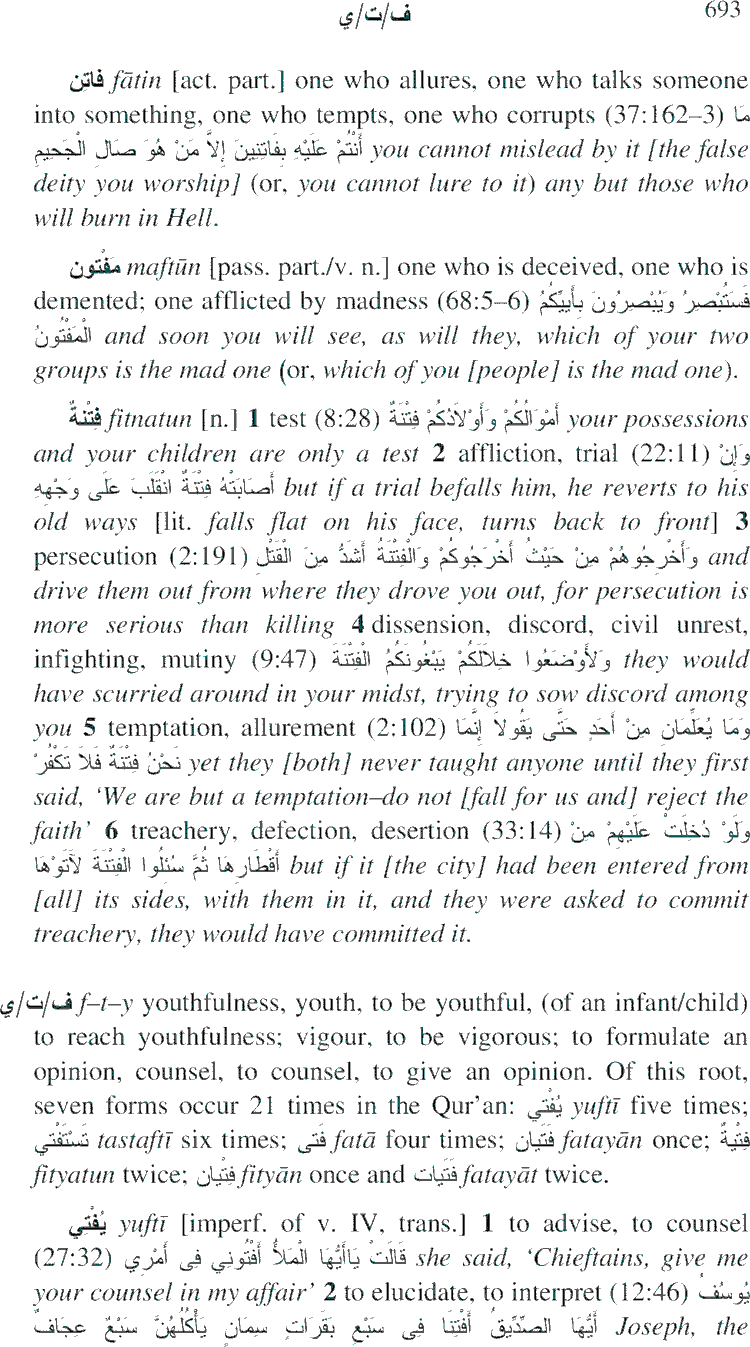 ف/ت/ي 693
فاتِن fātin [act. part.] one who allures, one who talks someone
into something, one who tempts, one who corrupts (37:162–3) مَا
أَنْتُمْ عَلَيْهِ بِفَاتِنِينَ إِلاَّ مَنْ هُوَ صَالِ الْجَحِيمِ you cannot mislead by it [the false
deity you worship] (or, you cannot lure to it) any but those who
will burn in Hell.
مَفْتون maftūn [pass. part./v. n.] one who is deceived, one who is
demented; one afflicted by madness (68:5–6) فَسَتُبْصِرُ وَيُبْصِرُونَ بِأَييِّكُمُ
الْمَفْتُونُ and soon you will see, as will they, which of your two
groups is the mad one (or, which of you [people] is the mad one).
فِتْنةٌ fitnatun [n.] 1 test (8:28) أَمْوَالُكُمْ وَأَوْلاَدُكُمْ فِتْنَةٌ your possessions
and your children are only a test 2 affliction, trial (22:11) وَإِنْ
أَصَابَتْهُ فِتْنَةٌ انْقَلَبَ عَلَى وَجْهِهِ but if a trial befalls him, he reverts to his
old ways [lit. falls flat on his face, turns back to front] 3
persecution (2:191) وَأَخْرِجُوهُمْ مِنْ حَيْثُ أَخْرَجُوكُمْ وَالْفِتْنَةُ أَشَدُّ مِنَ الْقَتْلِ and
drive them out from where they drove you out, for persecution is
more serious than killing 4 dissension, discord, civil unrest,
infighting, mutiny (9:47) وَلأَوْضَعُوا خِلاَلَكُمْ يَبْغُونَكُمُ الْفِتْنَةَ they would
have scurried around in your midst, trying to sow discord among
you 5 temptation, allurement (2:102) وَمَا يُعَلِّمَانِ مِنْ أَحَدٍ حَتَّى يَقُولاَ إِنَّمَا
نَحْنُ فِتْنَةٌ فَلاَ تَكْفُرْ yet they [both] never taught anyone until they first
said, ‘We are but a temptation–do not [fall for us and] reject the
faith’ 6 treachery, defection, desertion (33:14) وَلَوْ دُخِلَتْ عَلَيْهِمْ مِنْ
أَقْطَارِهَا ثُمَّ سُئِلُوا الْفِتْنَةَ لآتَوْهَا but if it [the city] had been entered from
[all] its sides, with them in it, and they were asked to commit
treachery, they would have committed it.
ف/ت/ي f–t–y youthfulness, youth, to be youthful, (of an infant/child)
to reach youthfulness; vigour, to be vigorous; to formulate an
opinion, counsel, to counsel, to give an opinion. Of this root,
seven forms occur 21 times in the Qur’an: يُفْتي yuftī five times;
تَسْتَفْتي tastaftī six times; فَتَى fatā four times; فَتَيان fatayān once; فِتْيةٌ
fityatun twice; فِتْيان fityān once and فَتَيات fatayāt twice.
يُفْتِي yuftī [imperf. of v. IV, trans.] 1 to advise, to counsel
(27:32) قَالَتْ يَاأَيُّهَا الْمَلَأُ أَفْتُونِي فِى أَمْرِي she said, ‘Chieftains, give me
your counsel in my affair’ 2 to elucidate, to interpret (12:46) يُوسُفُ
أَيُّهَا الصِّدِّيقُ أَفْتِنَا فِى سَبْعِ بَقَرَاتٍ سِمَانٍ يَأْكُلُهُنَّ سَبْعٌ عِجَافٌ Joseph, the